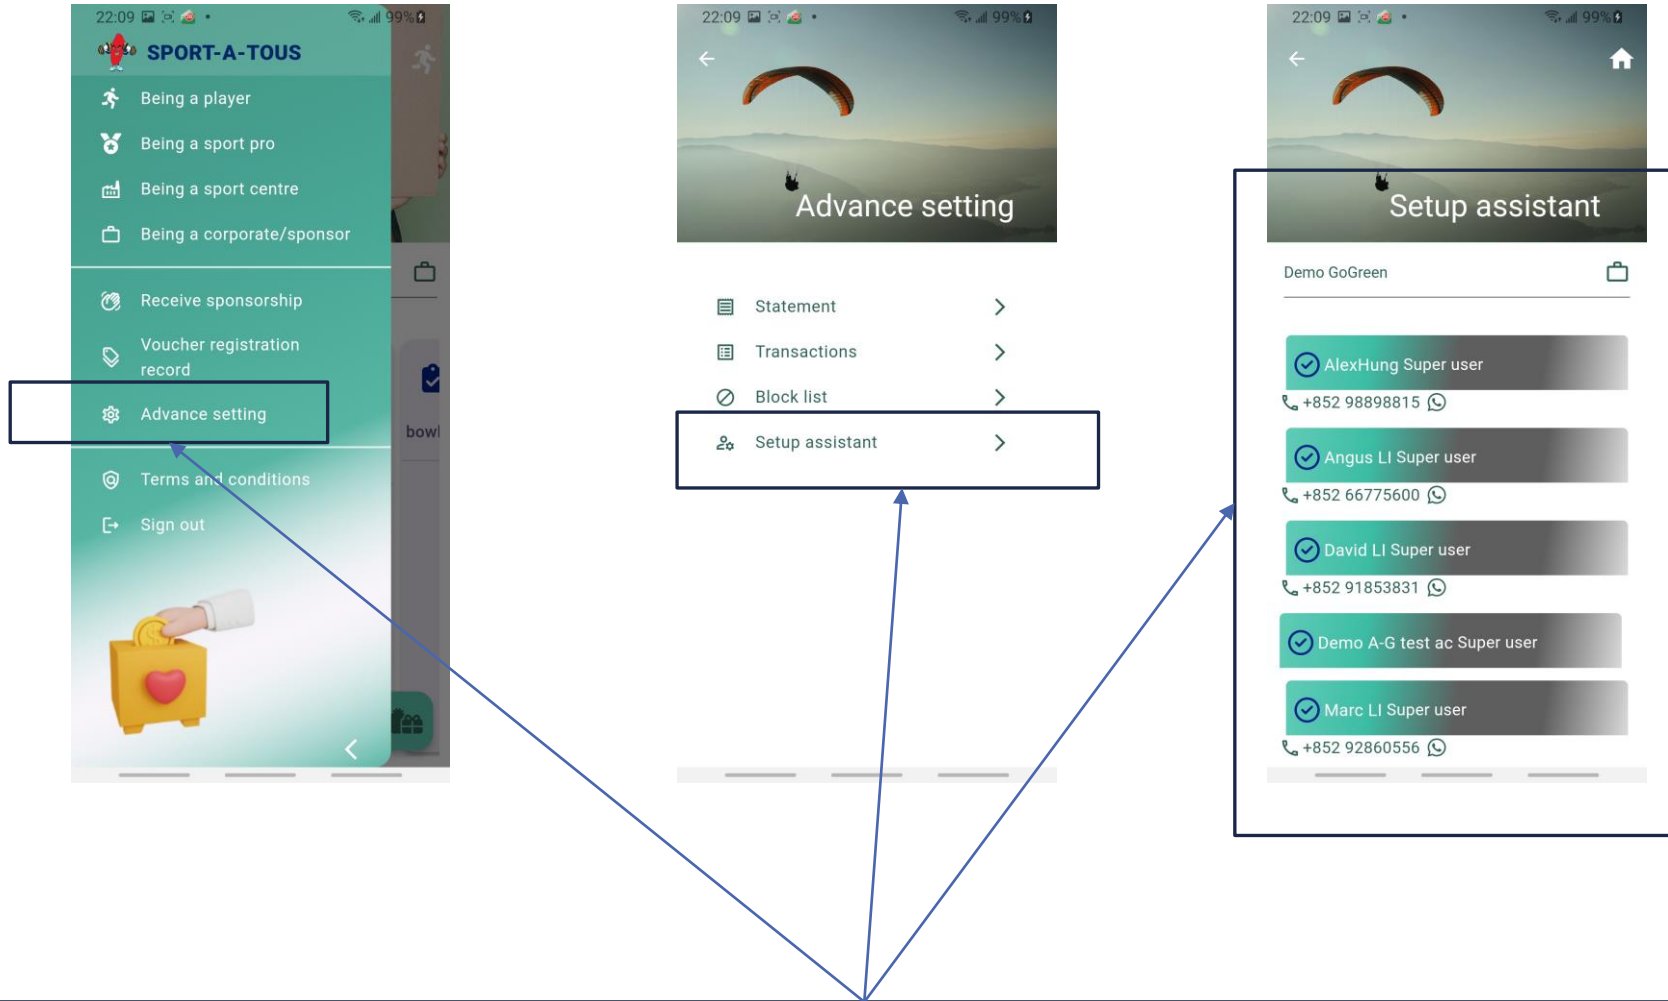 22:09
99%
SPORT-A-TOUS
Being a player
Being a sport pro
Being a sport centre
Being a corporate/sponsor
Receive sponsorship
Voucher registration
record
Advance setting
bowl
Terms and conditions
Sign out
22:09
99%
Advance setting
Statement
Transactions
Block list
Setup assistant
22:09
99%
Setup assistant
Demo GoGreen
AlexHung Super user
+852 98898815
Angus LI Super user
+852 66775600
David LI Super user
+852 91853831
Demo A-G test ac Super user
Marc LI Super user
+852 92860556